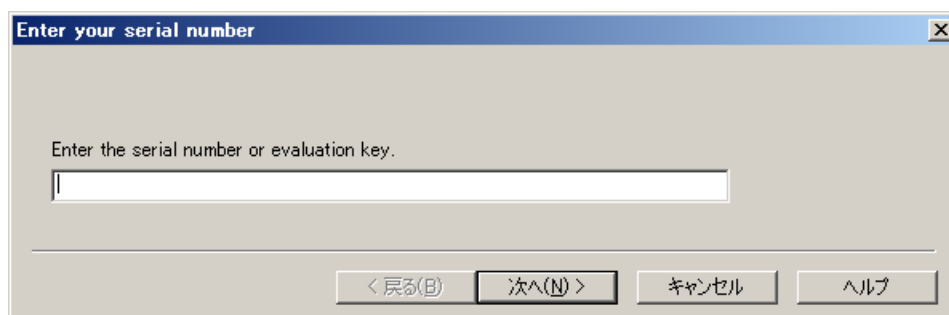 Enter your serial number
Enter the serial number or evaluation key.
< 戻る(B) 次へ(N) > キャンセル ヘルプ